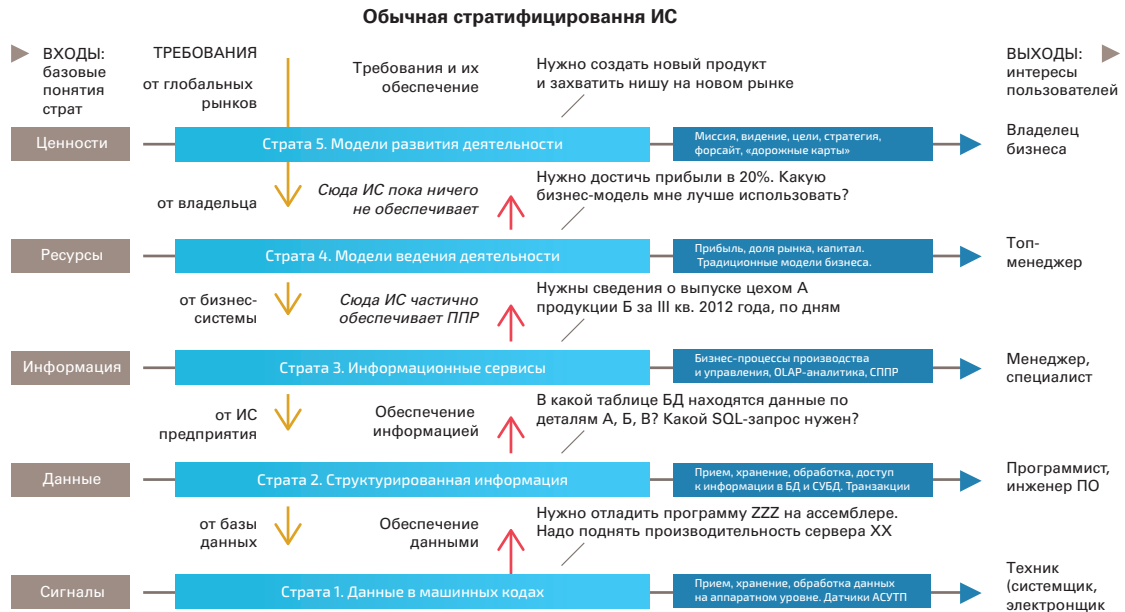 Обычная стратифицированння ИС
ВХОДЫ:
базовые
понятия
страт
ТРЕБОВАНИЯ
от глобальных
рынков
Требования и их
обеспечение
Нужно создать новый продукт
и захватить нишу на новом рынке
ВЫХОДЫ:
интересы
пользователей
Ценности
Страта 5. Модели развития деятельности
Миссия, видение, цели, стратегия,
форсайт, «дорожные карты»
Владелец
бизнеса
от владельца
Сюда ИС пока ничего
не обеспечивает
Нужно достичь прибыли в 20%. Какую
бизнес-модель мне лучше использовать?
Ресурсы
Страта 4. Модели ведения деятельности
Прибыль, доля рынка, капитал.
Традиционные модели бизнеса.
Топ-
менеджер
от бизнес-
системы
Сюда ИС частично
обеспечивает ППР
Нужны сведения о выпуске цехом А
продукции Б за III кв. 2012 года, по дням
Информация
Страта 3. Информационные сервисы
Бизнес-процессы производства
и управления, OLAP-аналитика, СППР
Менеджер,
специалист
от ИС
предприятия
Обеспечение
информацией
В какой таблице БД находятся данные по
деталям А, Б, В? Какой SQL-запрос нужен?
Данные
Страта 2. Структурированная информация
Прием, хранение, обработка, доступ
к информации в БД и СУБД. Транзакции
Программист,
инженер ПО
от базы
данных
Обеспечение
данными
Нужно отладить программу ZZZ на ассемблере.
Надо поднять производительность сервера XX
Сигналы
Страта 1. Данные в машинных кодах
Прием, хранение, обработка данных
на аппаратном уровне. Датчики АСУТП
Техник
(системщик,
электронщик